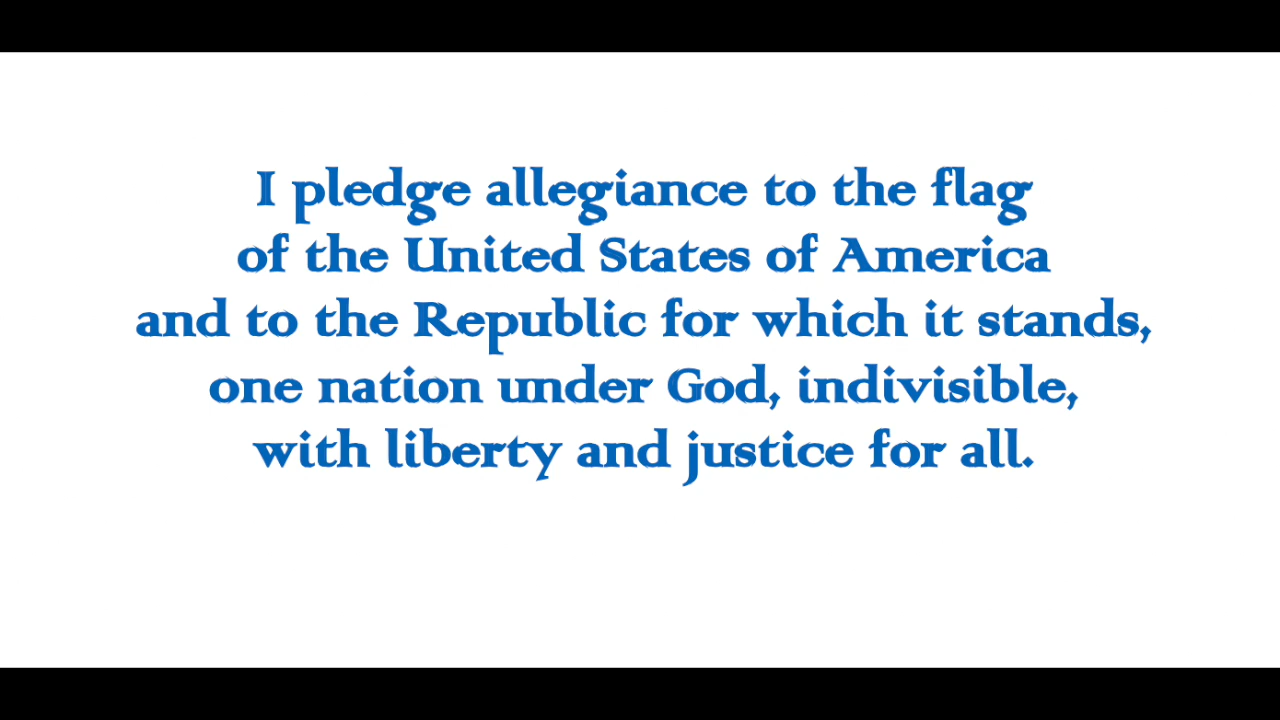 I pledge allegiance to the flag
of the United States of America
and to the Republic for which it stands,
one nation under God, indivisible,
with liberty and justice for all.